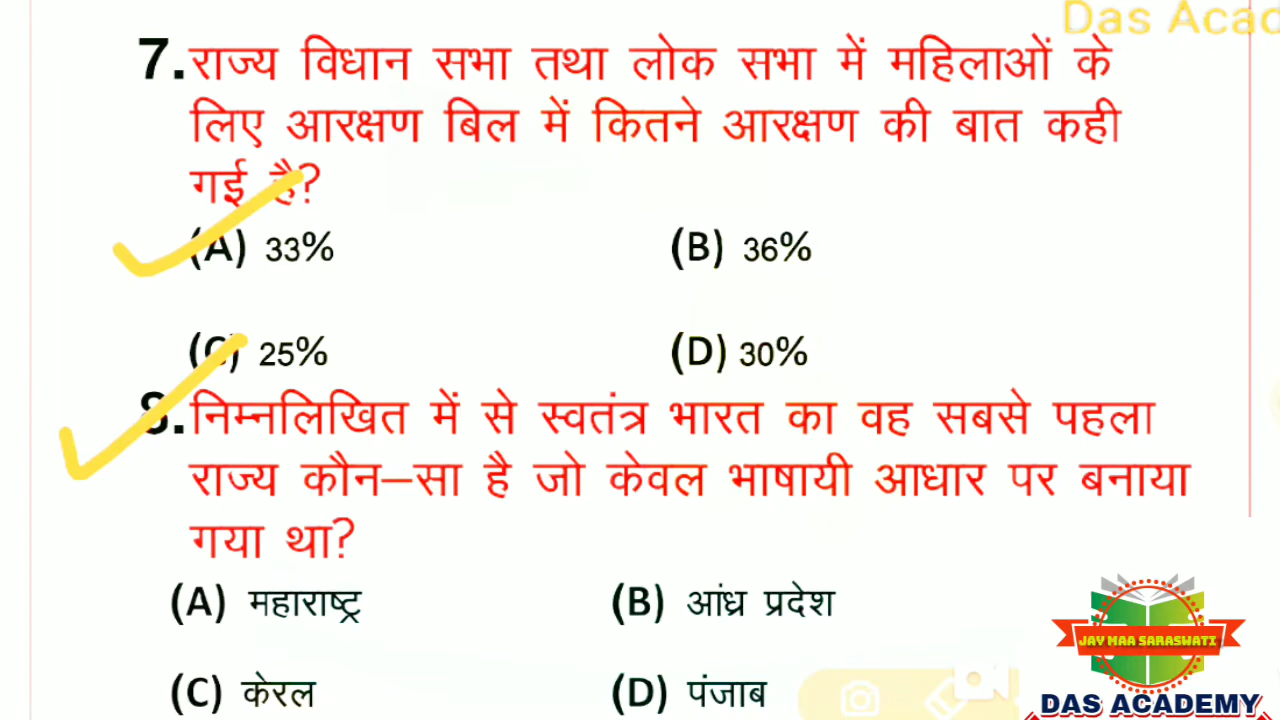 Das Acad
7. राज्य विधान सभा तथा लोक सभा में महिलाओं के
लिए आरक्षण बिल में कितने आरक्षण की बात कही
गई है?
(A) 33% (B) 36%
(C) 25% (D) 30%
8. निम्नलिखित में से स्वतंत्र भारत का वह सबसे पहला
राज्य कौन–सा है जो केवल भाषायी आधार पर बनाया
गया था?
(A) महाराष्ट्र (B) आंध्र प्रदेश
(C) केरल (D) पंजाब
JAY MAA SARASWATI
DAS ACADEMY